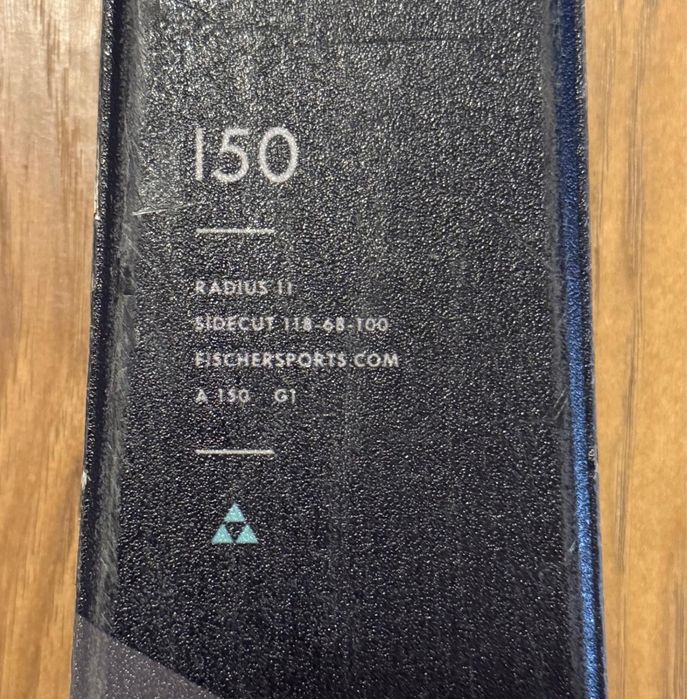 150
RADIUS 11
SIDECUT 118-68-100
FISCHERSPORTS.COM
A 150 G1